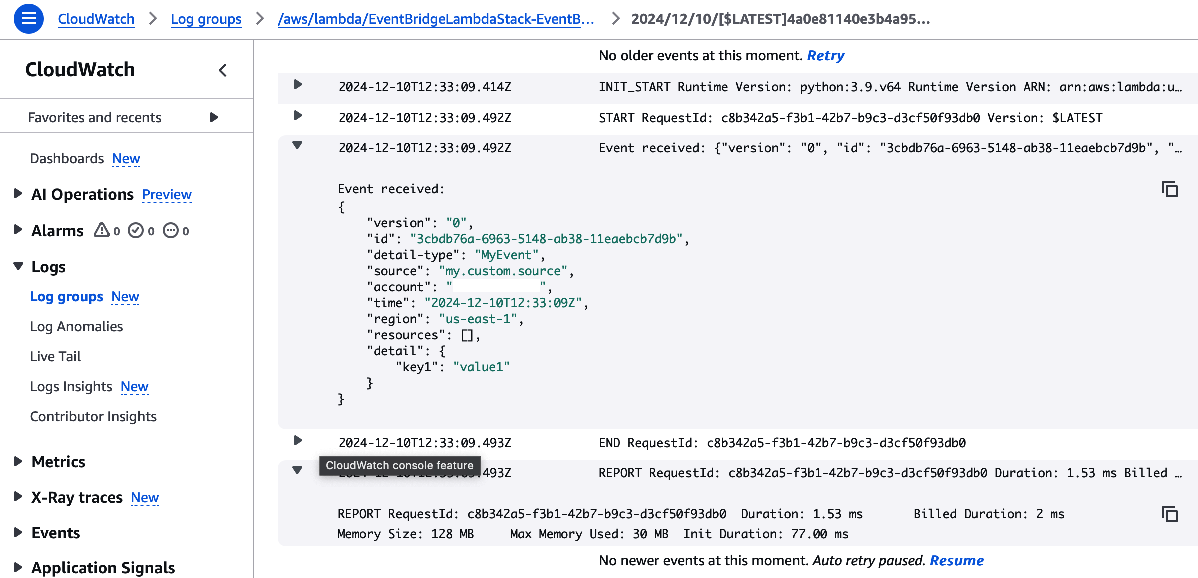 CloudWatch > Log groups > /aws/lambda/EventBridgeLambdaStack-EventB... > 2024/12/10/[$LATEST]4a0e81140e3b4a95...
CloudWatch
Favorites and recents
Dashboards New
AI Operations Preview
Alarms 0 0 0
Logs
Log groups New
Log Anomalies
Live Tail
Logs Insights New
Contributor Insights
Metrics
X-Ray traces New
Events
Application Signals
No older events at this moment. Retry
2024-12-10T12:33:09.414Z INIT_START Runtime Version: python:3.9.v64 Runtime Version ARN: arn:aws:lambda:u...
2024-12-10T12:33:09.492Z START RequestId: c8b342a5-f3b1-42b7-b9c3-d3cf50f93db0 Version: $LATEST
2024-12-10T12:33:09.492Z Event received: {"version": "0", "id": "3cbdb76a-6963-5148-ab38-11eaebcb7d9b", "...
Event received:
{
"version": "0",
"id": "3cbdb76a-6963-5148-ab38-11eaebcb7d9b",
"detail-type": "MyEvent",
"source": "my.custom.source",
"account": " ",
"time": "2024-12-10T12:33:09Z",
"region": "us-east-1",
"resources": [],
"detail": {
"key1": "value1"
}
}
2024-12-10T12:33:09.493Z END RequestId: c8b342a5-f3b1-42b7-b9c3-d3cf50f93db0
CloudWatch console feature
493Z REPORT RequestId: c8b342a5-f3b1-42b7-b9c3-d3cf50f93db0 Duration: 1.53 ms Billed ...
REPORT RequestId: c8b342a5-f3b1-42b7-b9c3-d3cf50f93db0 Duration: 1.53 ms Billed Duration: 2 ms
Memory Size: 128 MB Max Memory Used: 30 MB Init Duration: 77.00 ms
No newer events at this moment. Auto retry paused. Resume